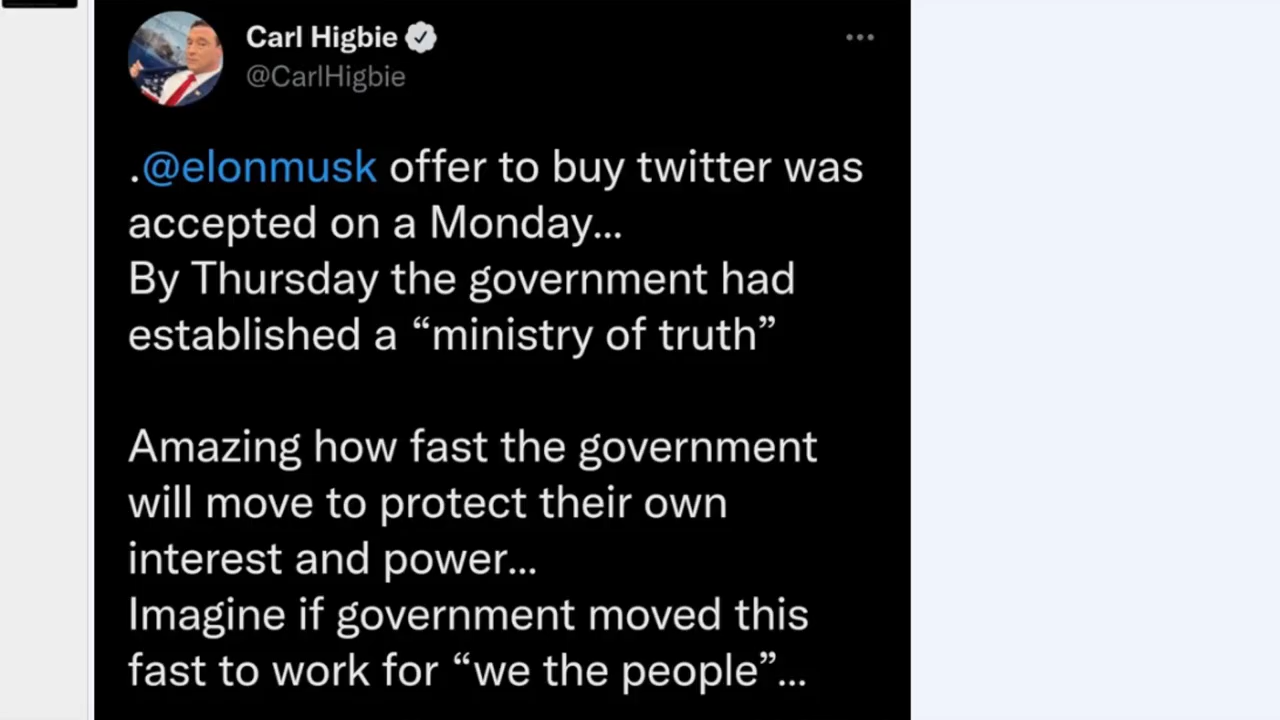 Carl Higbie
@CarlHigbie
.@elonmusk offer to buy twitter was
accepted on a Monday...
By Thursday the government had
established a “ministry of truth”
Amazing how fast the government
will move to protect their own
interest and power...
Imagine if government moved this
fast to work for “we the people”...